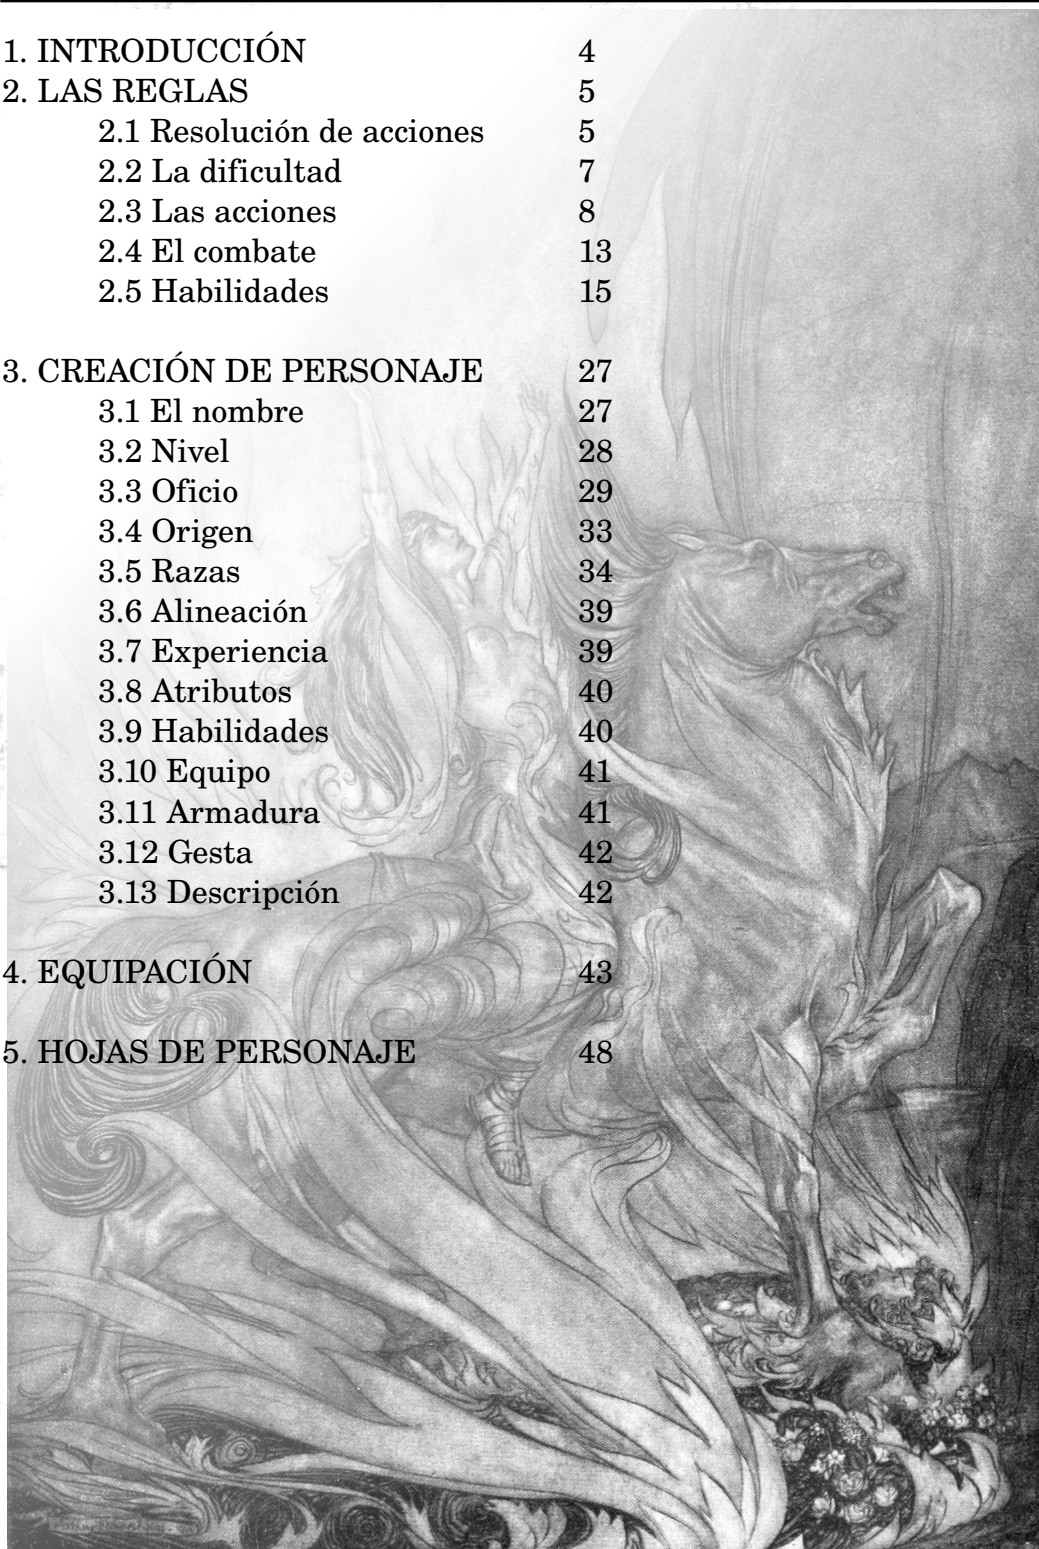 1. INTRODUCCIÓN 4
2. LAS REGLAS 5
2.1 Resolución de acciones 5
2.2 La dificultad 7
2.3 Las acciones 8
2.4 El combate 13
2.5 Habilidades 15
3. CREACIÓN DE PERSONAJE 27
3.1 El nombre 27
3.2 Nivel 28
3.3 Oficio 29
3.4 Origen 33
3.5 Razas 34
3.6 Alineación 39
3.7 Experiencia 39
3.8 Atributos 40
3.9 Habilidades 40
3.10 Equipo 41
3.11 Armadura 41
3.12 Gesta 42
3.13 Descripción 42
4. EQUIPACIÓN 43
5. HOJAS DE PERSONAJE 48